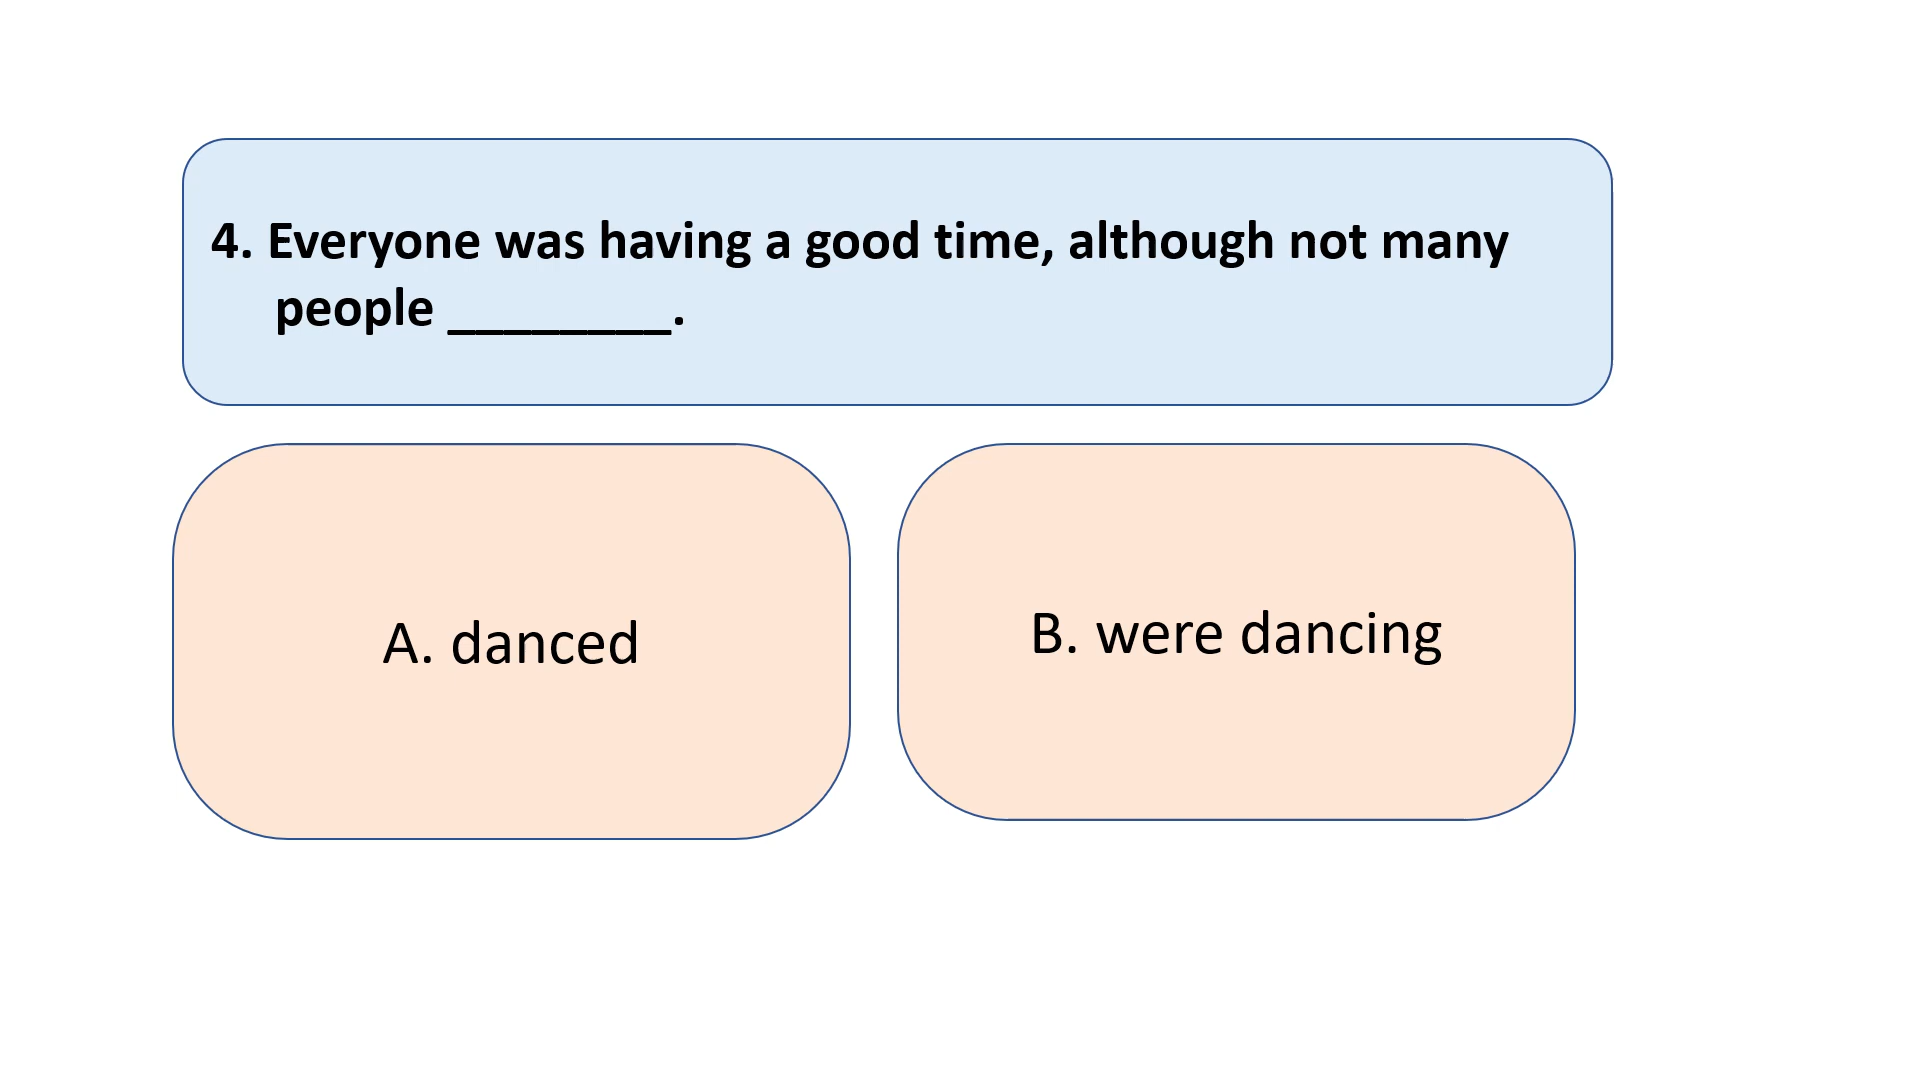 4. Everyone was having a good time, although not many
people ________.
A. danced
B. were dancing